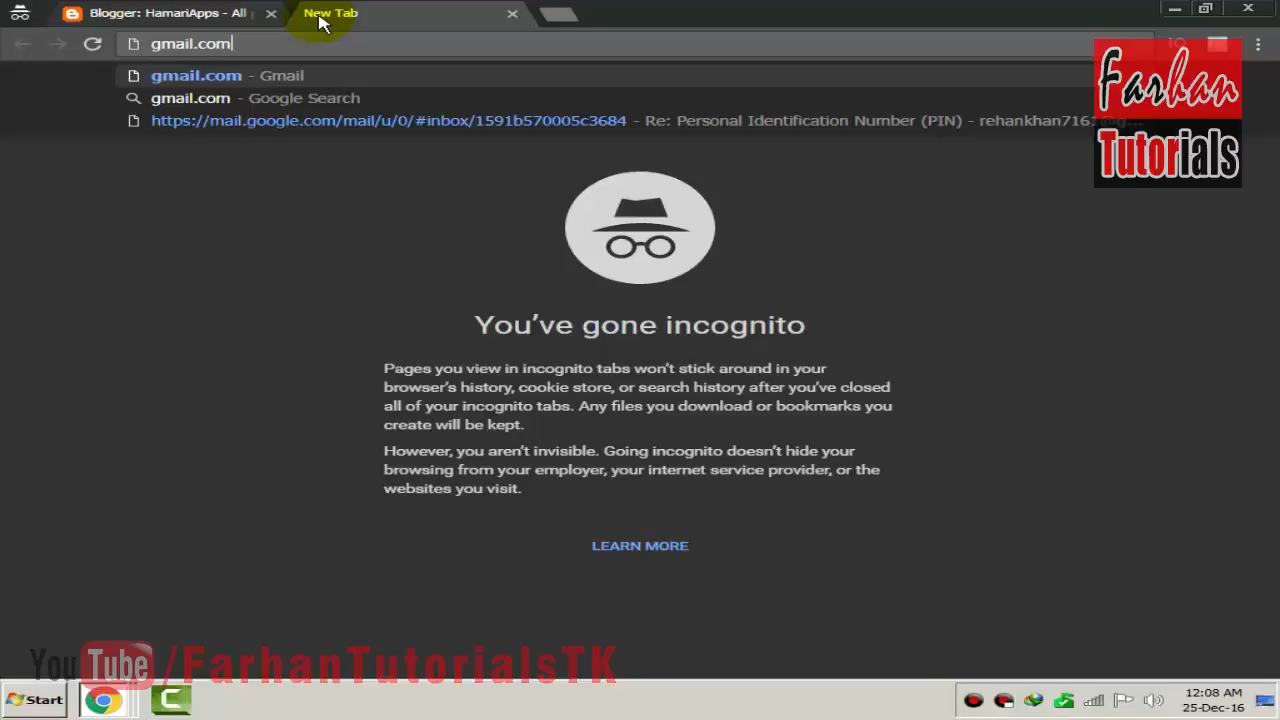 Blogger: HamariApps - All
New Tab
gmail.com
gmail.com - Gmail
gmail.com - Google Search
https://mail.google.com/mail/u/0/#inbox/1591b570005c3684 - Re: Personal Identification Number (PIN) -
Farhan
Tutorials
You've gone incognito
Pages you view in incognito tabs won't stick around in your
browser's history, cookie store, or search history after you've closed
all of your incognito tabs. Any files you download or bookmarks you
create will be kept.
However, you aren't invisible. Going incognito doesn't hide your
browsing from your employer, your internet service provider, or the
websites you visit.
LEARN MORE
YouTube/FarhanTutorialsTK
Start
12:08 AM
25-Dec-16